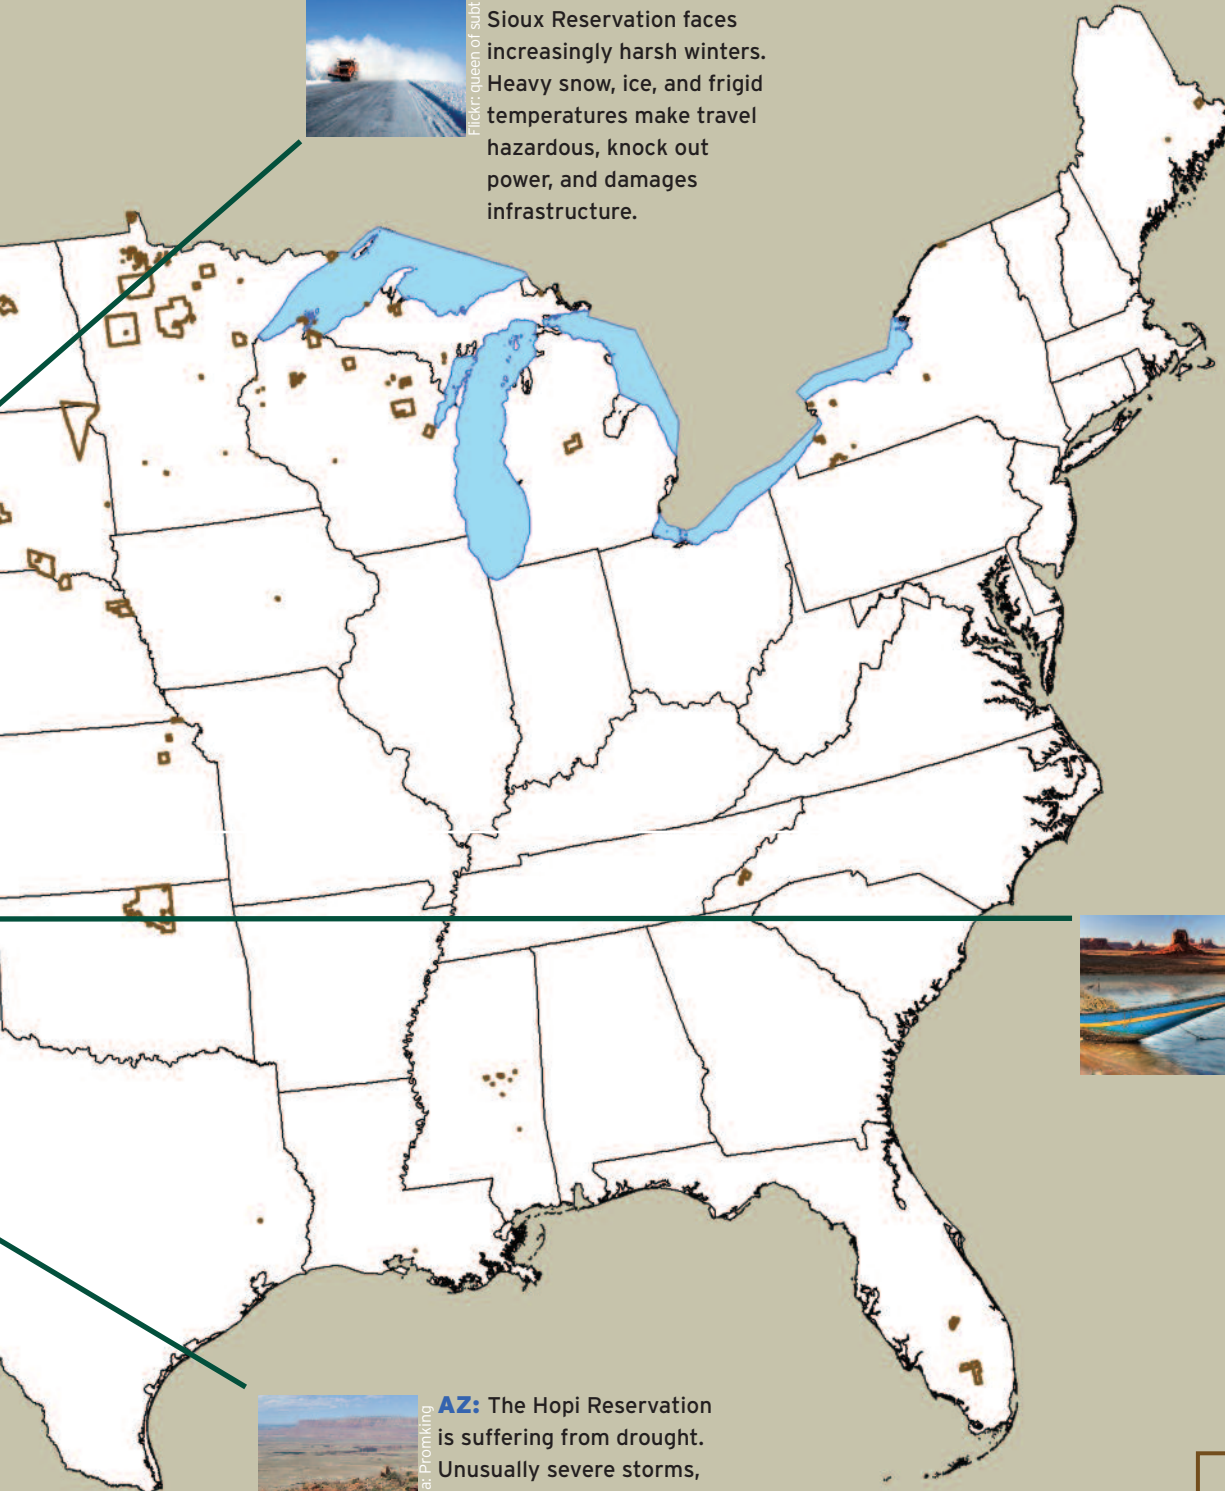 Sioux Reservation faces
increasingly harsh winters.
Heavy snow, ice, and frigid
temperatures make travel
hazardous, knock out
power, and damages
infrastructure.
Flickr: queen of subt
AZ: The Hopi Reservation
is suffering from drought.
Unusually severe storms,
a: Promking